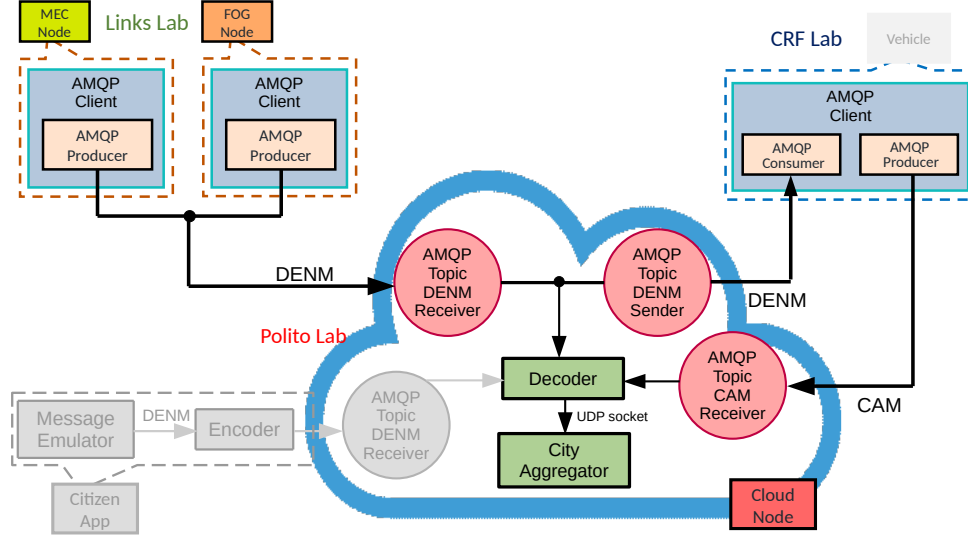 MEC
Node
Links Lab
FOG
Node
CRF Lab
Vehicle
AMQP
Client
AMQP
Producer
AMQP
Client
AMQP
Producer
AMQP
Client
AMQP
Consumer
AMQP
Producer
DENM
AMQP
Topic
DENM
Receiver
AMQP
Topic
DENM
Sender
DENM
Polito Lab
Decoder
AMQP
Topic
CAM
Receiver
CAM
UDP socket
City
Aggregator
Message
Emulator
DENM
Encoder
AMQP
Topic
DENM
Receiver
Citizen
App
Cloud
Node